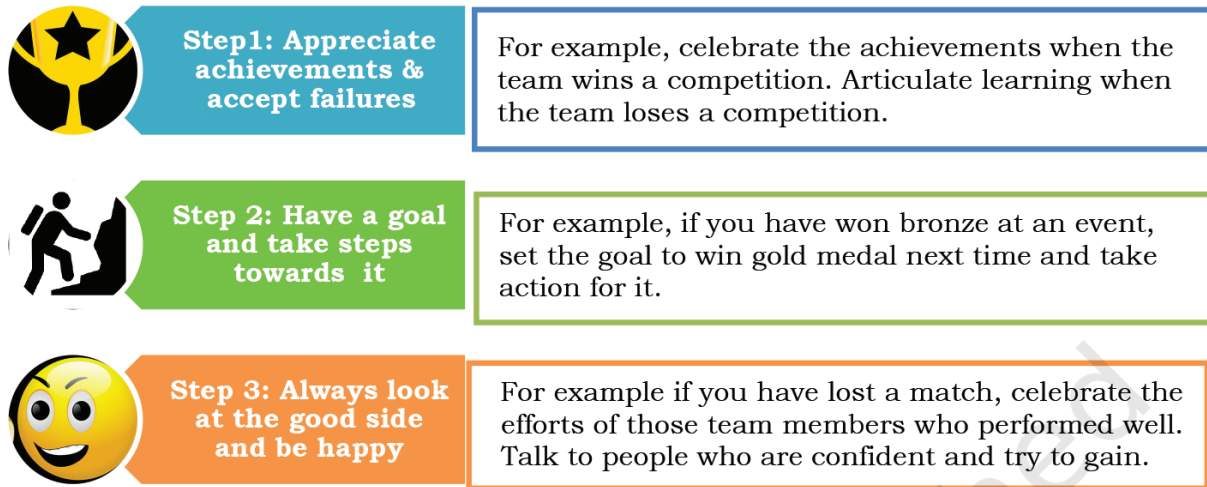 Step1: Appreciate
achievements &
accept failures
For example, celebrate the achievements when the
team wins a competition. Articulate learning when
the team loses a competition.
Step 2: Have a goal
and take steps
towards it
For example, if you have won bronze at an event,
set the goal to win gold medal next time and take
action for it.
Step 3: Always look
at the good side
and be happy
For example if you have lost a match, celebrate the
efforts of those team members who performed well.
Talk to people who are confident and try to gain.